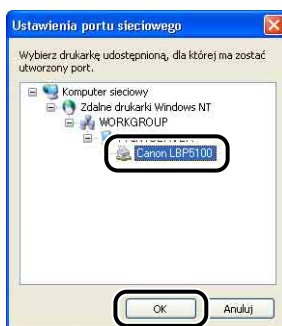 Ustawienia portu sieciowego
Wybierz drukarkę udostępnioną, dla której ma zostać
utworzony port.
Komputer sieciowy
Zdalne drukarki Windows NT
WORKGROUP
Canon LBP5100
OK
Anuluj